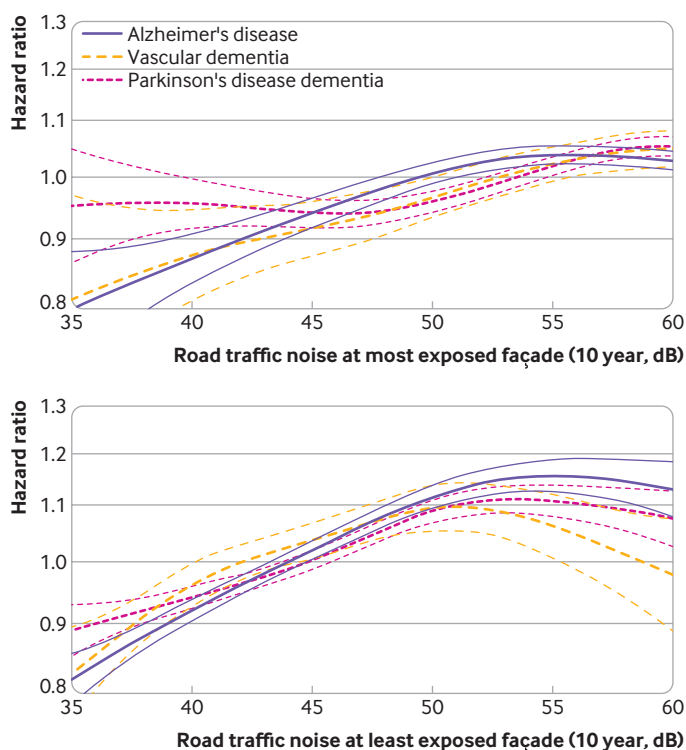 Hazard ratio
1.3
1.2
1.1
1.0
0.9
0.8
Alzheimer's disease
Vascular dementia
Parkinson's disease dementia
35 40 45 50 55 60
Road traffic noise at most exposed façade (10 year, dB)
Hazard ratio
1.3
1.2
1.1
1.0
0.9
0.8
35 40 45 50 55 60
Road traffic noise at least exposed façade (10 year, dB)